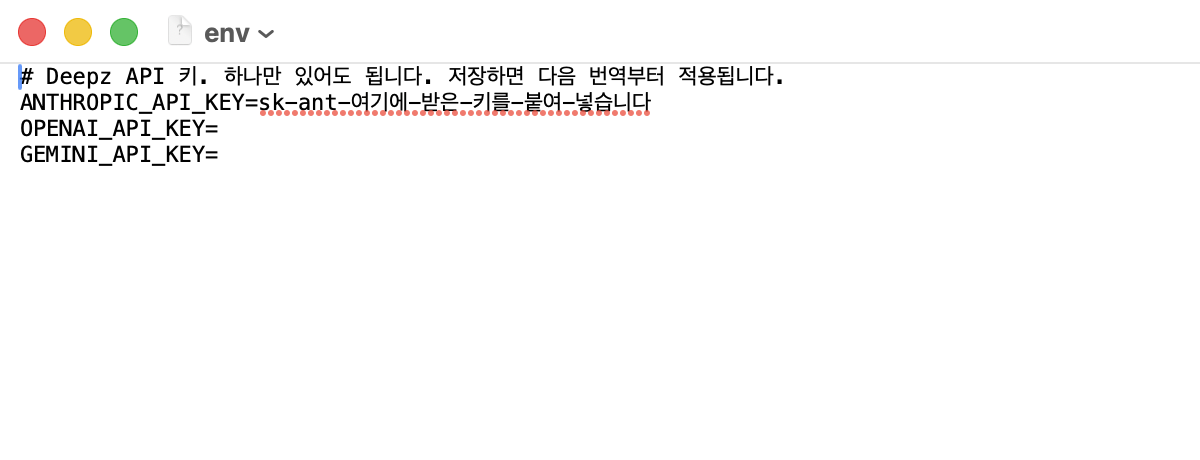 env
# Deepz API 키. 하나만 있어도 됩니다. 저장하면 다음 번역부터 적용됩니다.
ANTHROPIC_API_KEY=sk-ant-여기에-받은-키를-붙여-넣습니다
OPENAI_API_KEY=
GEMINI_API_KEY=